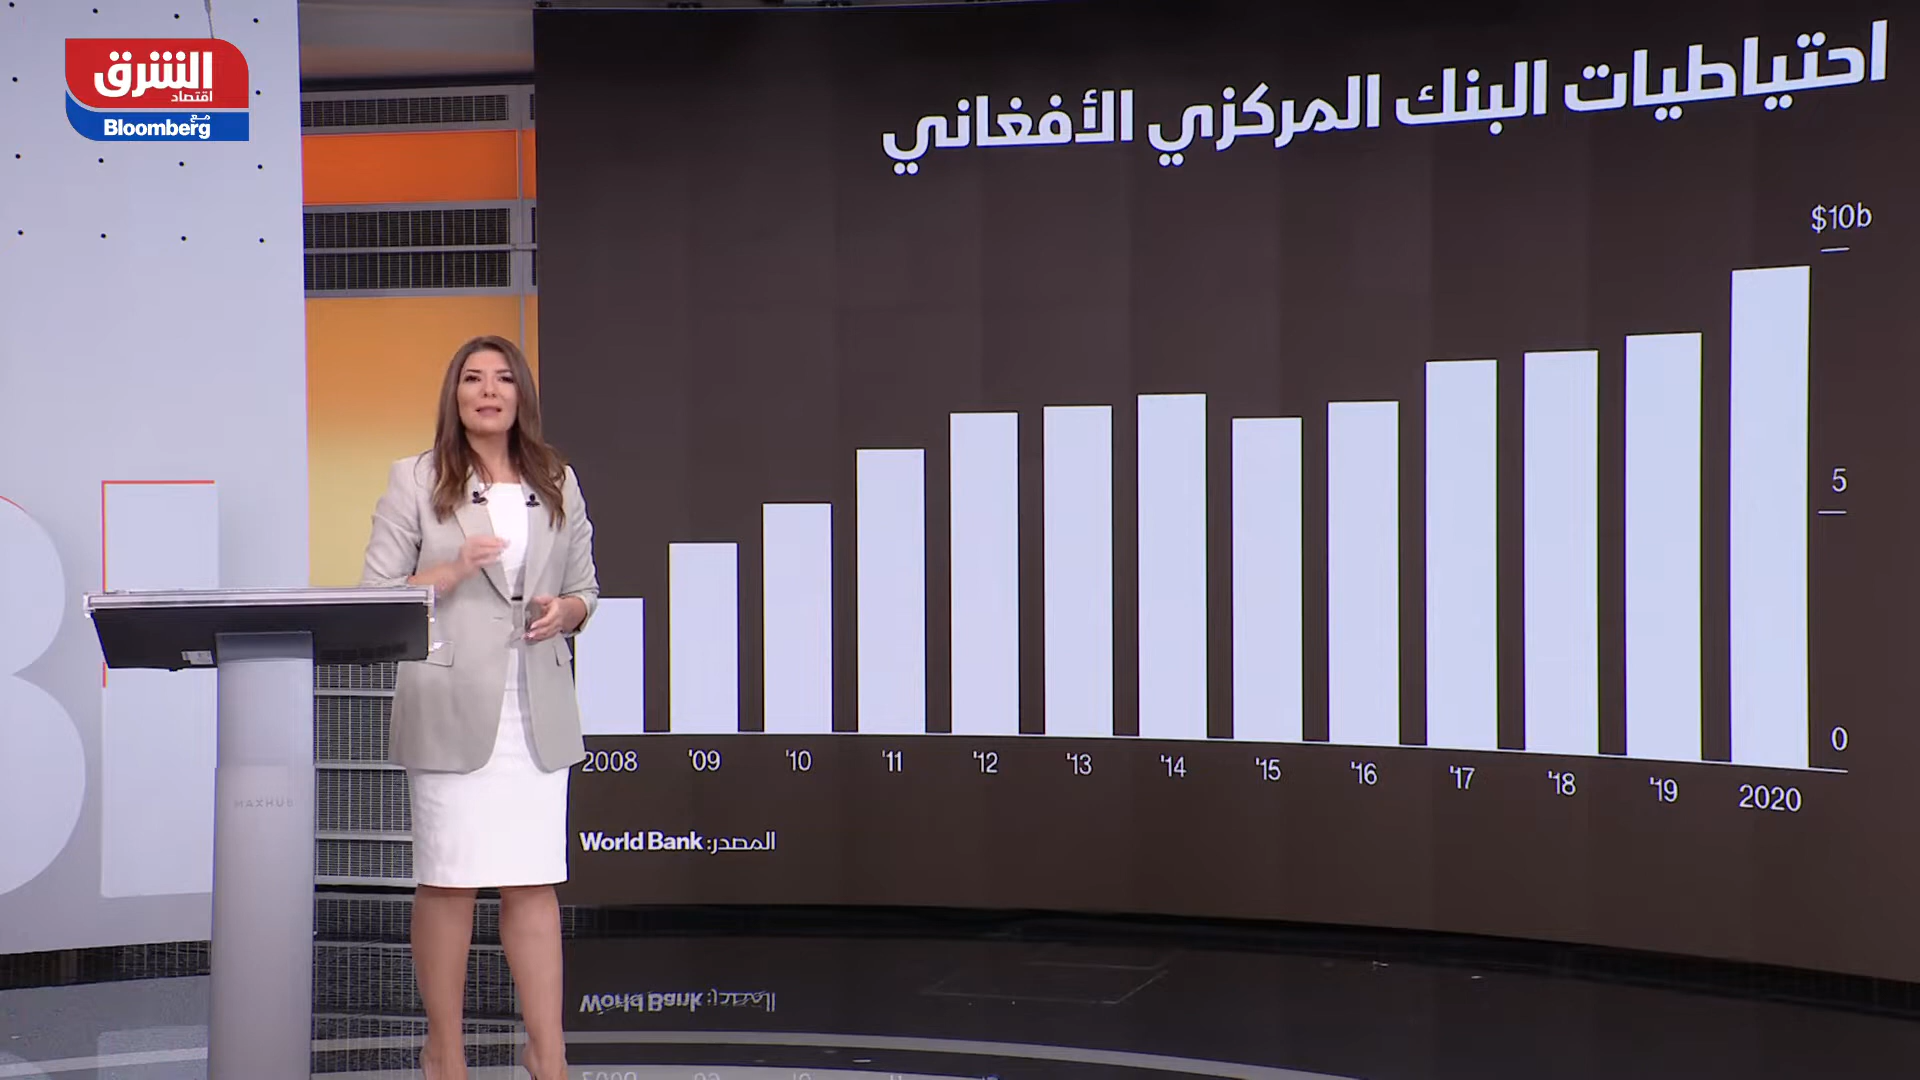 الشرق
اقتصاد
مع
Bloomberg
احتياطيات البنك المركزي الأفغاني
$10b
5
0
2008 '09 '10 '11 '12 '13 '14 '15 '16 '17 '18 '19 2020
المصدر: World Bank
MAXHUB